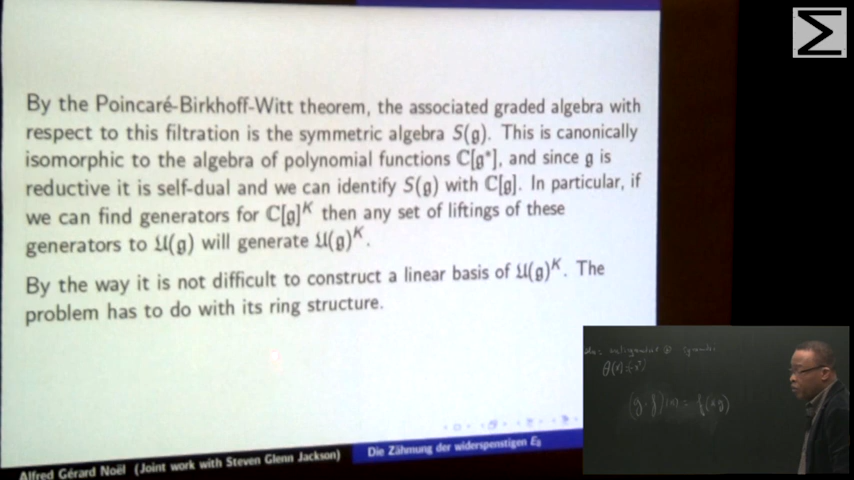 By the Poincaré-Birkhoff-Witt theorem, the associated graded algebra with
respect to this filtration is the symmetric algebra S(𝔤). This is canonically
isomorphic to the algebra of polynomial functions ℂ[𝔤*], and since 𝔤 is
reductive it is self-dual and we can identify S(𝔤) with ℂ[𝔤]. In particular, if
we can find generators for ℂ[𝔤]ᴷ then any set of liftings of these
generators to 𝔘(𝔤) will generate 𝔘(𝔤)ᴷ.
By the way it is not difficult to construct a linear basis of 𝔘(𝔤)ᴷ. The
problem has to do with its ring structure.
Alfred Gérard Noël (Joint work with Steven Glenn Jackson)
Die Zähmung der widerspenstigen E₈
Σ
(g·f)(x) = f(xg)